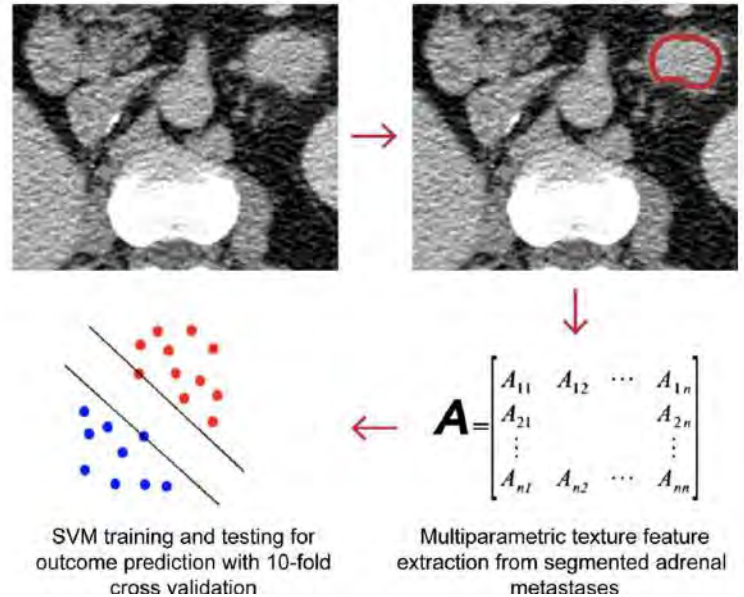 A = [A11 A12 ⋯ A1n
A21 A2n
⋮ ⋮
An1 An2 ⋯ Ann]
SVM training and testing for
outcome prediction with 10-fold
cross validation
Multiparametric texture feature
extraction from segmented adrenal
metastases